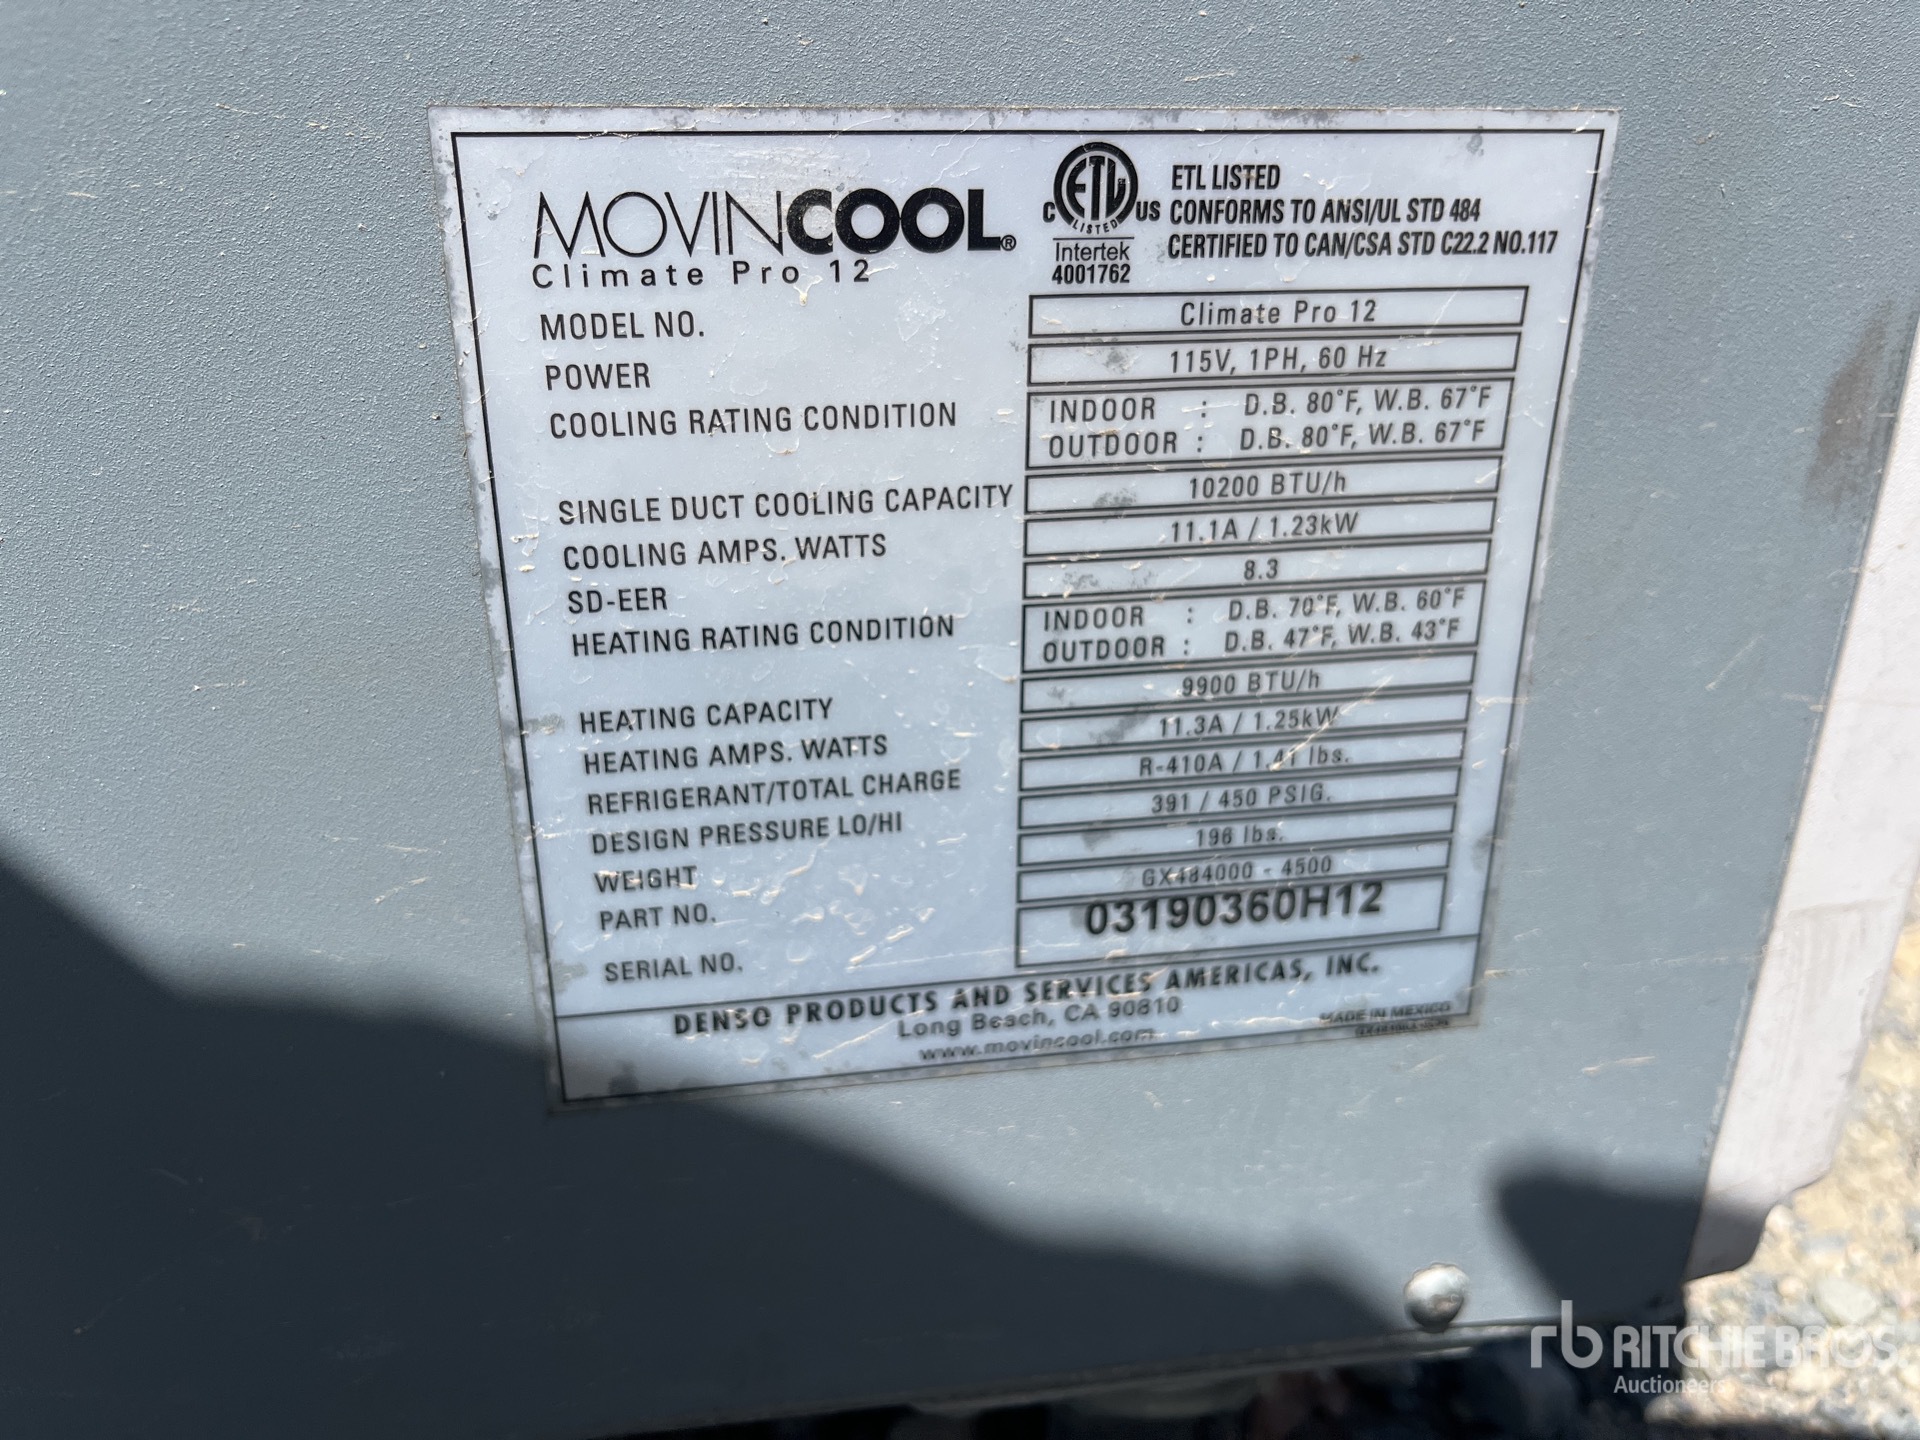 MOVINCOOL®
Climate Pro 12
C ETL LISTED US
Intertek
4001762
ETL LISTED
CONFORMS TO ANSI/UL STD 484
CERTIFIED TO CAN/CSA STD C22.2 NO.117
MODEL NO. Climate Pro 12
POWER 115V, 1PH, 60 Hz
COOLING RATING CONDITION INDOOR : D.B. 80°F, W.B. 67°F
OUTDOOR : D.B. 80°F, W.B. 67°F
SINGLE DUCT COOLING CAPACITY 10200 BTU/h
COOLING AMPS. WATTS 11.1A / 1.23kW
SD-EER 8.3
HEATING RATING CONDITION INDOOR : D.B. 70°F, W.B. 60°F
OUTDOOR : D.B. 47°F, W.B. 43°F
HEATING CAPACITY 9900 BTU/h
HEATING AMPS. WATTS 11.3A / 1.25kW
REFRIGERANT/TOTAL CHARGE R-410A / 1.41 lbs.
DESIGN PRESSURE LO/HI 391 / 450 PSIG.
WEIGHT 196 lbs.
PART NO. GX484000 - 4500
SERIAL NO. 03190360H12
DENSO PRODUCTS AND SERVICES AMERICAS, INC.
Long Beach, CA 90810
www.movincool.com
MADE IN MEXICO
rb RITCHIE BROS
Auctioneers